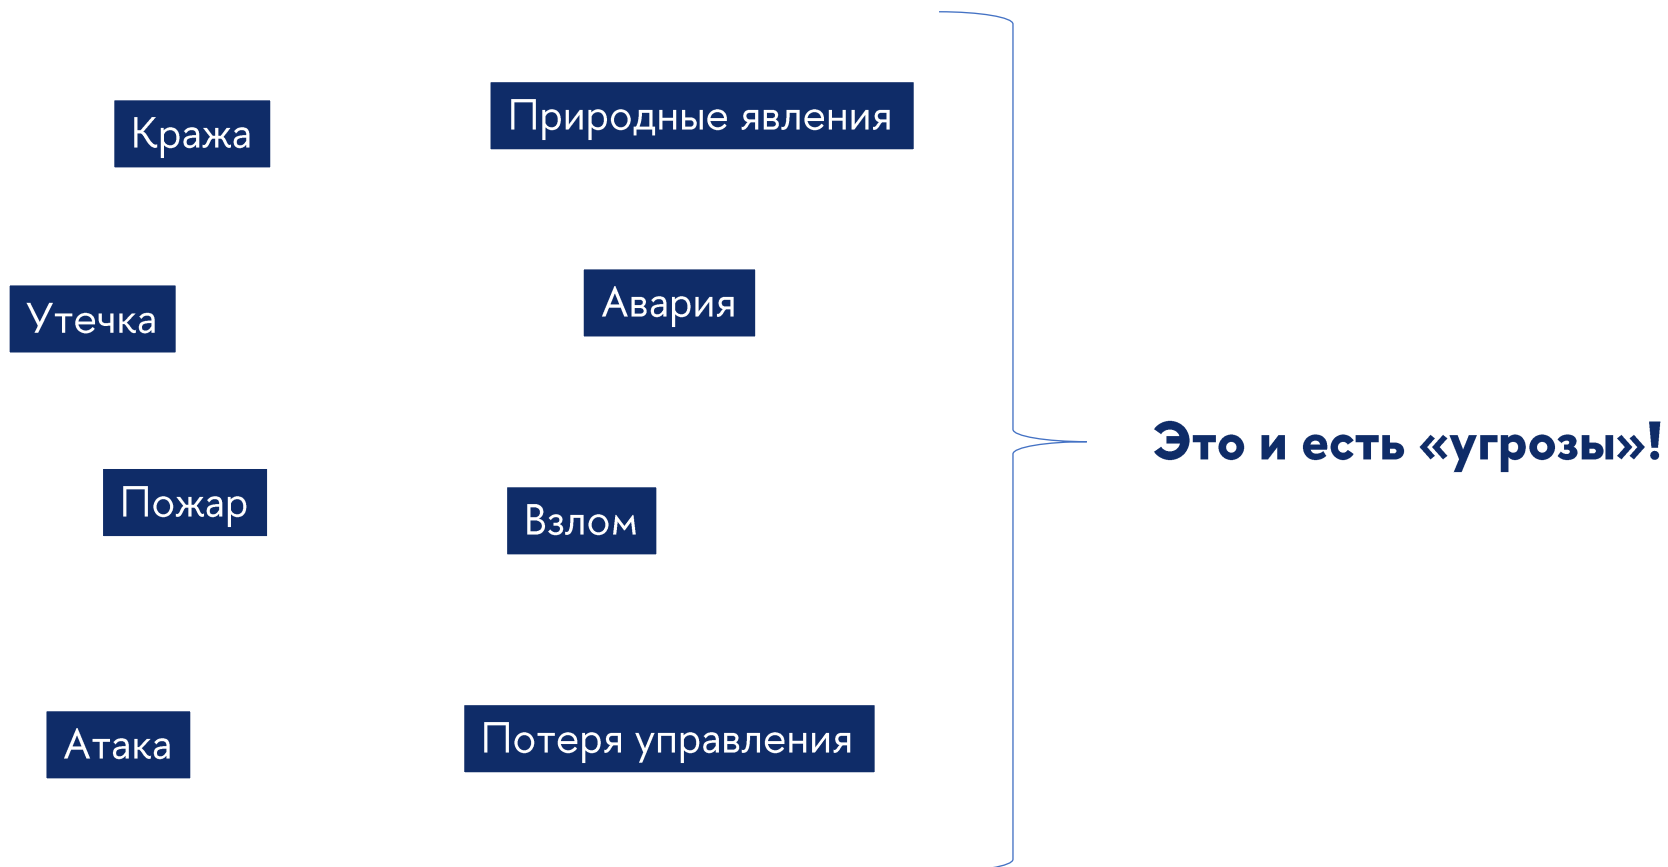 Кража
Природные явления
Утечка
Авария
Пожар
Взлом
Атака
Потеря управления
Это и есть «угрозы»!